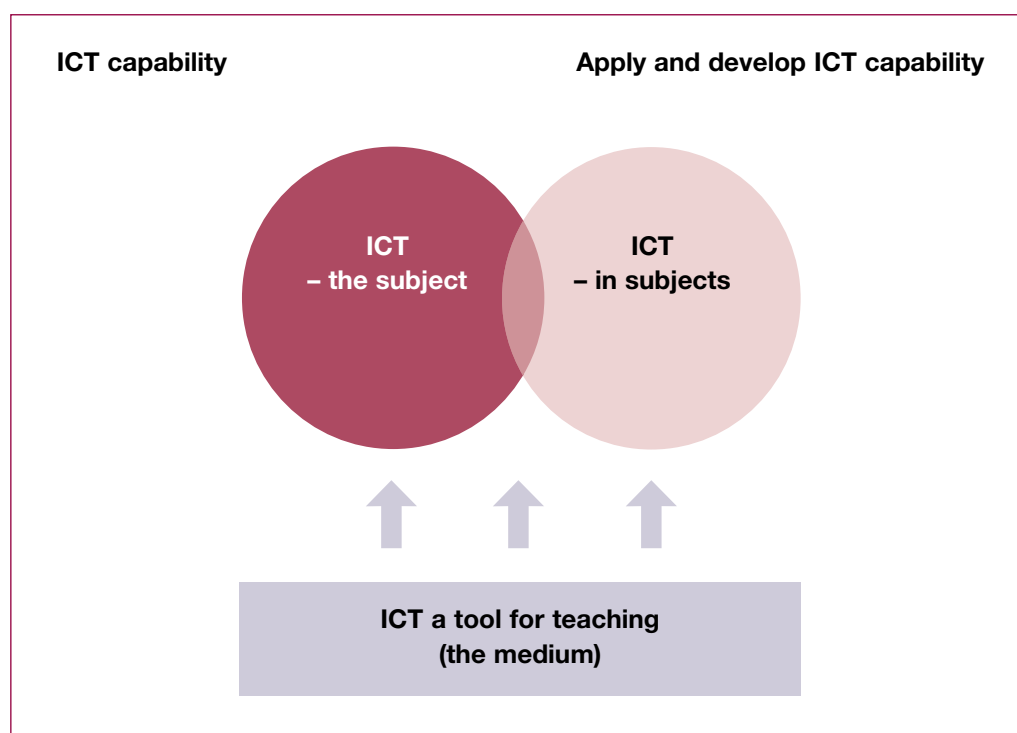 ICT capability
Apply and develop ICT capability
ICT
– the subject
ICT
– in subjects
ICT a tool for teaching
(the medium)